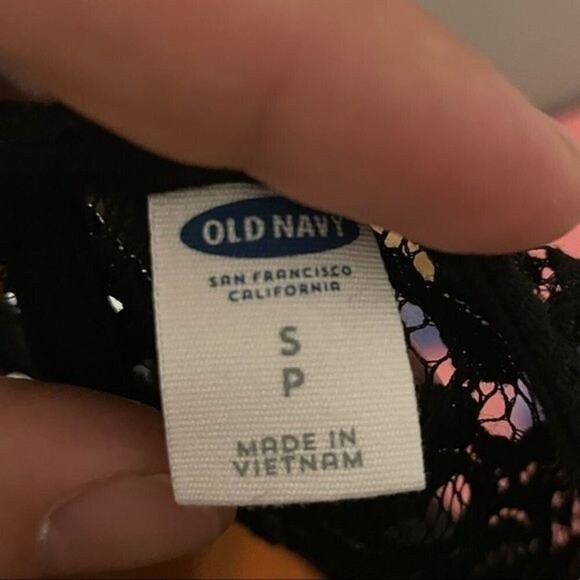 OLD NAVY
SAN FRANCISCO
CALIFORNIA
S
P
MADE IN
VIETNAM